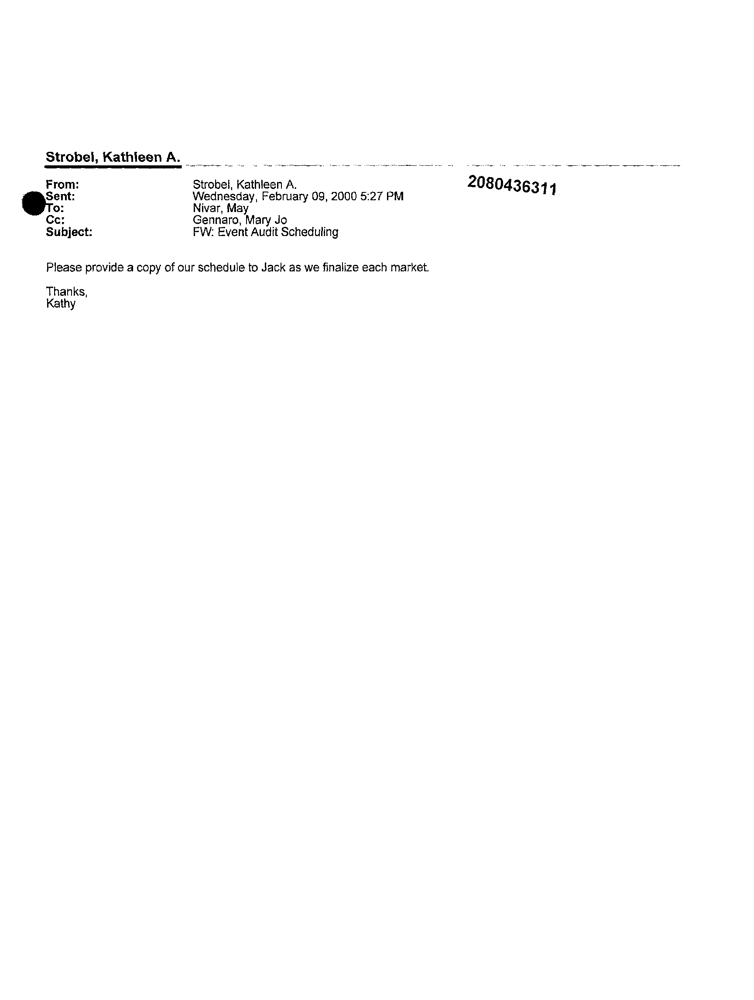 Strobel, Kathleen A.
From: Strobel, Kathleen A.
2080436311
Sent: Wednesday, February 09, 2000 5:27 PM
To: Nivar, May
Cc: Gennaro, Mary Jo
Subject: FW: Event Audit Scheduling
Please provide a copy of our schedule to Jack as we finalize each market.
Thanks,
Kathy